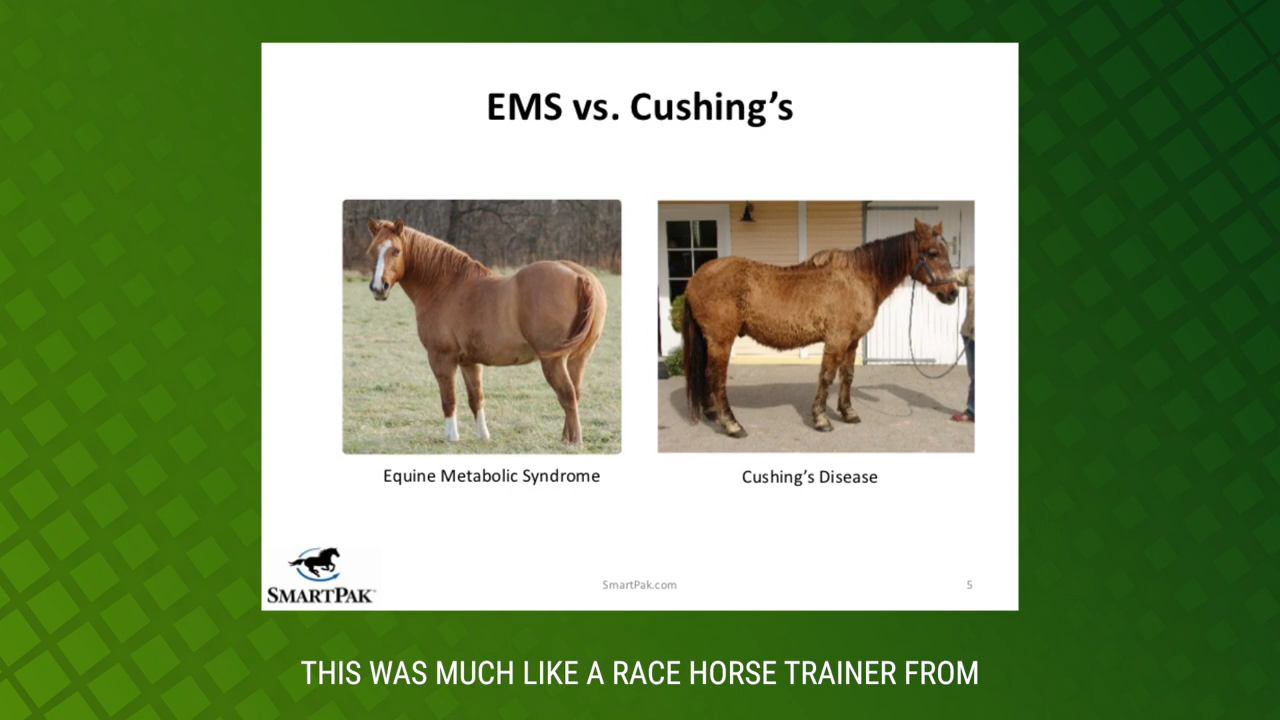 EMS vs. Cushing’s
Equine Metabolic Syndrome
Cushing’s Disease
SMARTPAK
SmartPak.com
5
THIS WAS MUCH LIKE A RACE HORSE TRAINER FROM